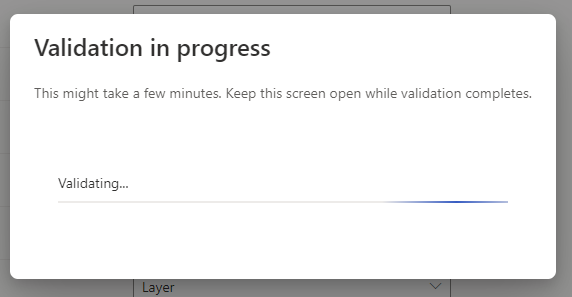 Validation in progress
This might take a few minutes. Keep this screen open while validation completes.
Validating...
Layer